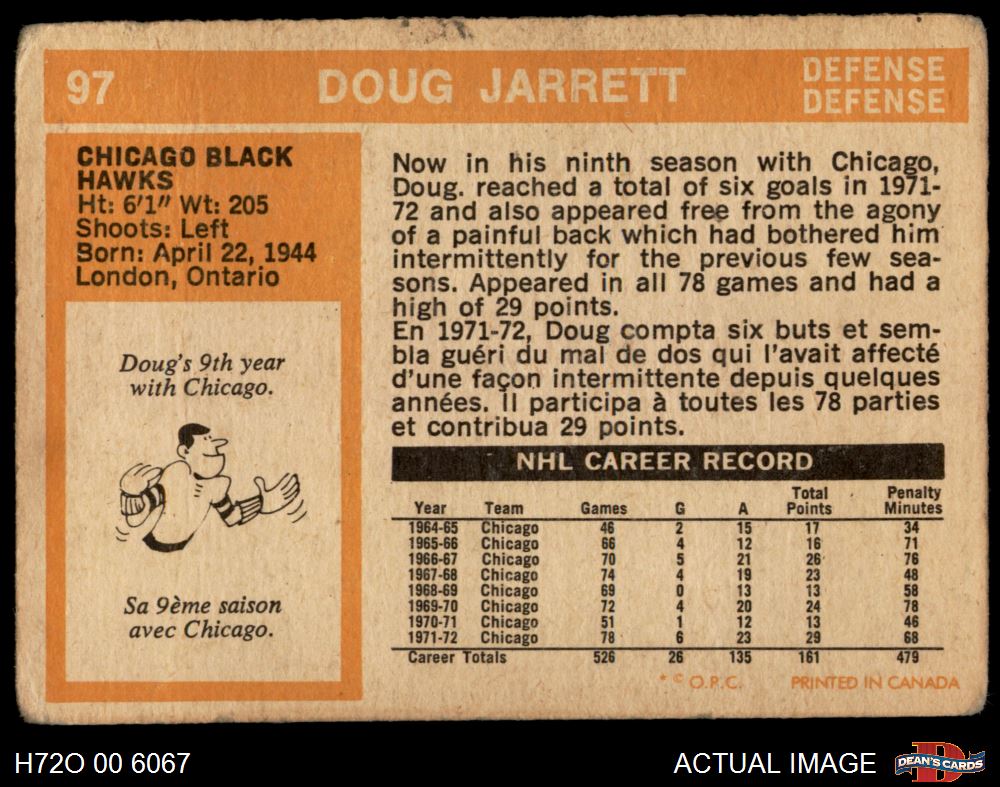 97
DOUG JARRETT
DEFENSE
DEFENSE
CHICAGO BLACK
HAWKS
Ht: 6'1" Wt: 205
Shoots: Left
Born: April 22, 1944
London, Ontario
Doug's 9th year
with Chicago.
Sa 9ème saison
avec Chicago.
Now in his ninth season with Chicago,
Doug. reached a total of six goals in 1971-
72 and also appeared free from the agony
of a painful back which had bothered him
intermittently for the previous few sea-
sons. Appeared in all 78 games and had a
high of 29 points.
En 1971-72, Doug compta six buts et sem-
bla guéri du mal de dos qui l'avait affecté
d'une façon intermittente depuis quelques
années. Il participa à toutes les 78 parties
et contribua 29 points.
NHL CAREER RECORD
Year Team Games G A Total Points Penalty Minutes
1964-65 Chicago 46 2 15 17 34
1965-66 Chicago 66 4 12 16 71
1966-67 Chicago 70 5 21 26 76
1967-68 Chicago 74 4 19 23 48
1968-69 Chicago 69 0 13 13 58
1969-70 Chicago 72 4 20 24 78
1970-71 Chicago 51 1 12 13 46
1971-72 Chicago 78 6 23 29 68
Career Totals 526 26 135 161 479
* © O.P.C. PRINTED IN CANADA
H72O 00 6067
ACTUAL IMAGE
D
DEAN'S CARDS